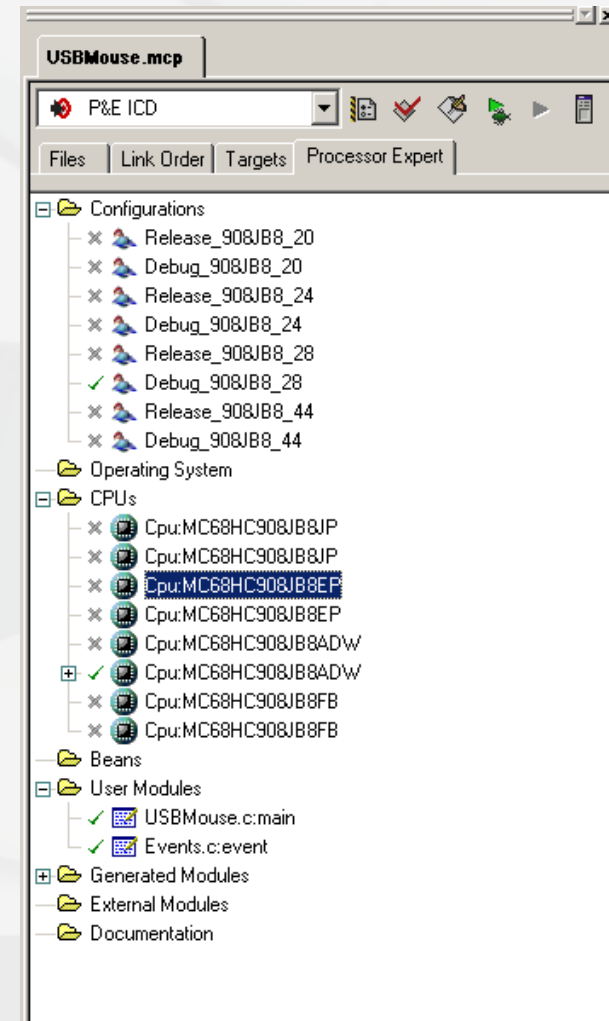 USBMouse.mcp
P&E ICD
Files Link Order Targets Processor Expert
Configurations
Release_908JB8_20
Debug_908JB8_20
Release_908JB8_24
Debug_908JB8_24
Release_908JB8_28
Debug_908JB8_28
Release_908JB8_44
Debug_908JB8_44
Operating System
CPUs
Cpu:MC68HC908JB8JP
Cpu:MC68HC908JB8JP
Cpu:MC68HC908JB8EP
Cpu:MC68HC908JB8EP
Cpu:MC68HC908JB8ADW
Cpu:MC68HC908JB8ADW
Cpu:MC68HC908JB8FB
Cpu:MC68HC908JB8FB
Beans
User Modules
USBMouse.c:main
Events.c:event
Generated Modules
External Modules
Documentation